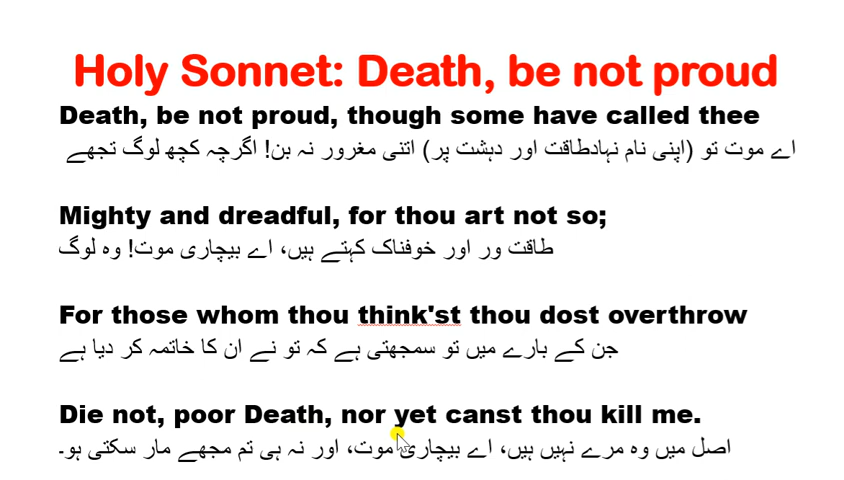 Holy Sonnet: Death, be not proud
Death, be not proud, though some have called thee
اے موت تو (اپنی نام نہادطاقت اور دہشت پر) اتنی مغرور نہ بن! اگرچہ کچھ لوگ تجھے
Mighty and dreadful, for thou art not so;
طاقت ور اور خوفناک کہتے ہیں، اے بیچاری موت! وہ لوگ
For those whom thou think'st thou dost overthrow
جن کے بارے میں تو سمجھتی ہے کہ تو نے ان کا خاتمہ کر دیا ہے
Die not, poor Death, nor yet canst thou kill me.
اصل میں وہ مرے نہیں ہیں، اے بیچاری موت، اور نہ ہی تم مجھے مار سکتی ہو۔